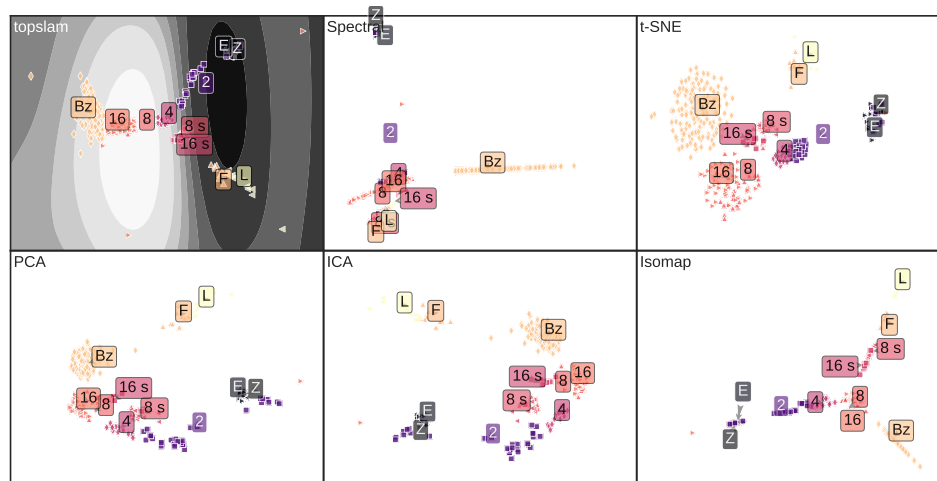 topslam
E Z
2
Bz
16 8 4
8 s
16 s
F L
Spectral
Z
E
2
Bz
4
16
8
16 s
L
F
t-SNE
L
F
Bz
Z
E
8 s
16 s
2
4
16 8
PCA
L
F
Bz
E Z
16 s
16 8
8 s
4
2
ICA
L
F
Bz
16 s
8 16
8 s
E
4
Z
2
Isomap
L
F
8 s
16 s
E
8
2 4
16
Z
Bz